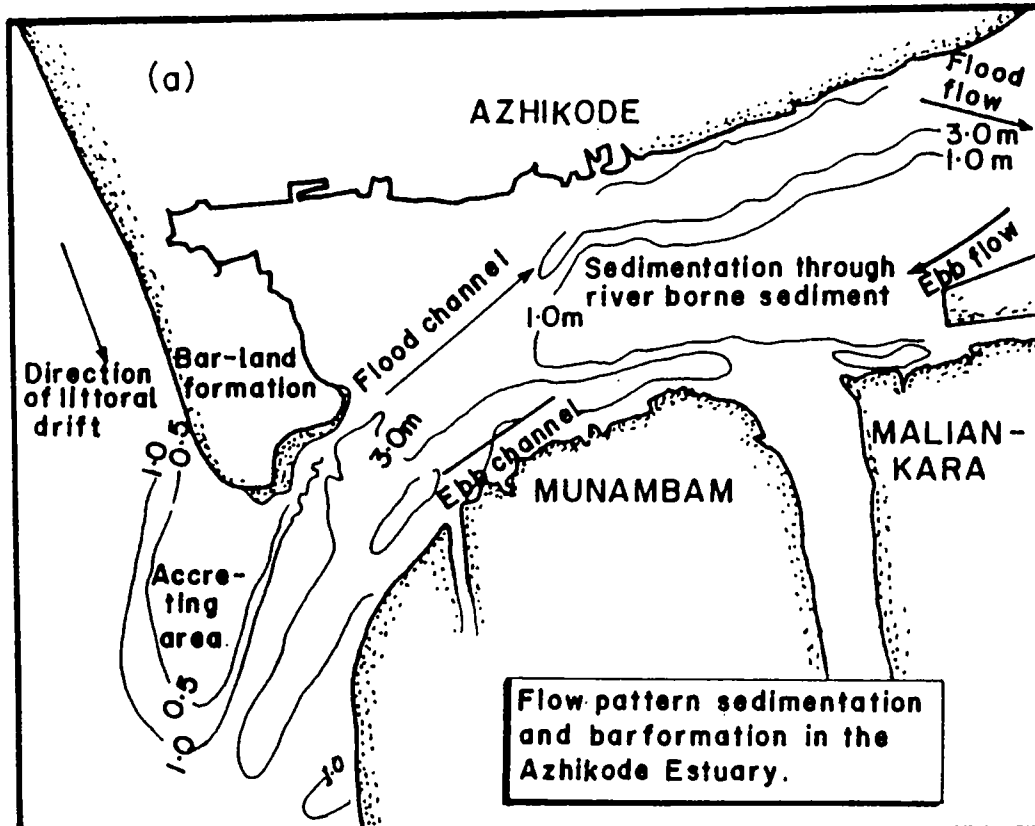 (a)
AZHIKODE
Flood
flow
3.0m
1.0m
Ebb flow
Sedimentation through
river borne sediment
1.0m
Flood channel
Direction
of littoral
drift
Bar-land
formation
1.0
0.5
3.0m
Ebb channel
MUNAMBAM
MALIAN-
KARA
Accre-
ting
area
0.5
1.0
1.0
Flow pattern sedimentation
and barformation in the
Azhikode Estuary.